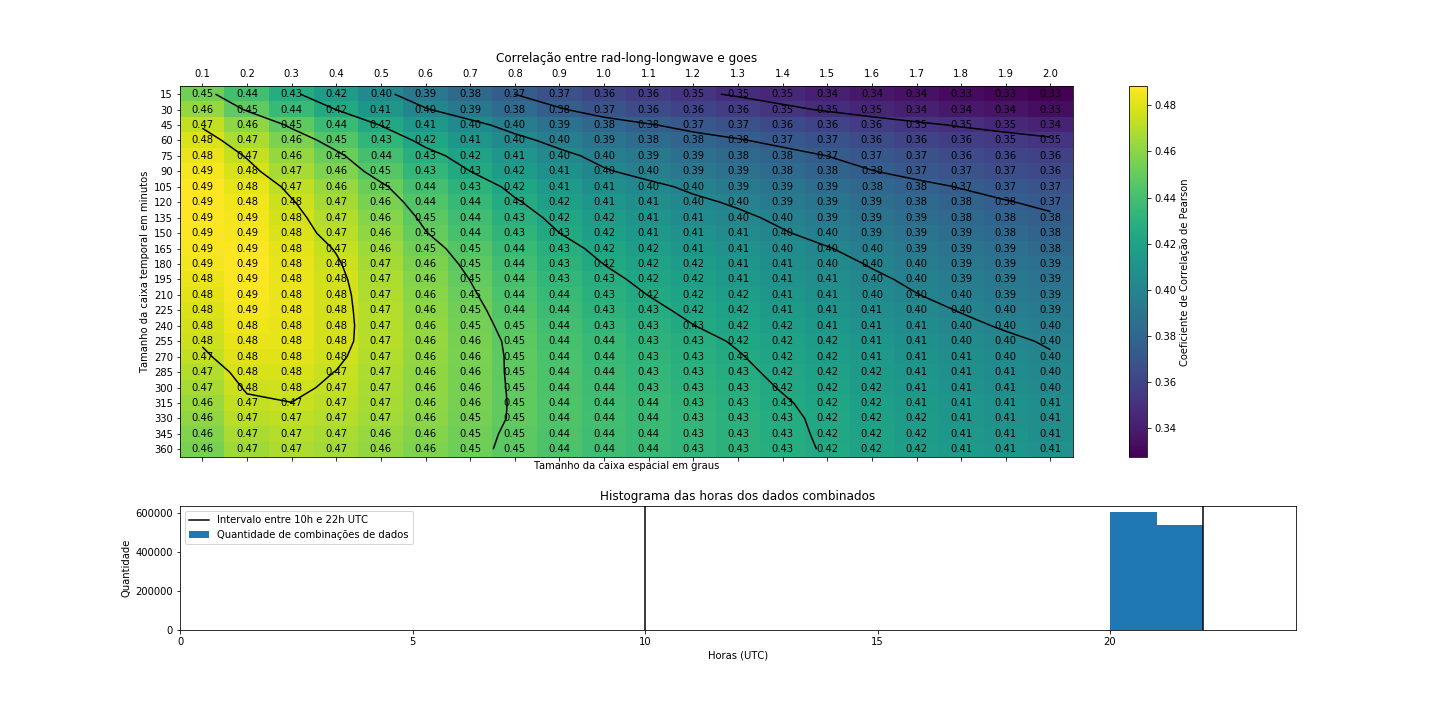 Correlação entre rad-long-longwave e goes
0.1 0.2 0.3 0.4 0.5 0.6 0.7 0.8 0.9 1.0 1.1 1.2 1.3 1.4 1.5 1.6 1.7 1.8 1.9 2.0
15 0.45 0.44 0.43 0.42 0.40 0.39 0.38 0.37 0.37 0.36 0.36 0.35 0.35 0.35 0.34 0.34 0.34 0.33 0.33 0.33
30 0.46 0.45 0.44 0.42 0.41 0.40 0.39 0.38 0.38 0.37 0.36 0.36 0.36 0.35 0.35 0.35 0.34 0.34 0.34 0.33
45 0.47 0.46 0.45 0.44 0.42 0.41 0.40 0.40 0.39 0.38 0.38 0.37 0.37 0.36 0.36 0.36 0.35 0.35 0.34 0.34
60 0.48 0.47 0.46 0.45 0.43 0.42 0.41 0.40 0.40 0.39 0.38 0.38 0.38 0.37 0.37 0.36 0.36 0.36 0.35 0.35
75 0.48 0.47 0.46 0.45 0.44 0.43 0.42 0.41 0.40 0.40 0.39 0.39 0.38 0.38 0.37 0.37 0.37 0.36 0.36 0.36
90 0.49 0.48 0.47 0.46 0.45 0.43 0.43 0.42 0.41 0.40 0.40 0.39 0.39 0.38 0.38 0.38 0.37 0.37 0.37 0.36
105 0.49 0.48 0.47 0.46 0.45 0.44 0.43 0.42 0.41 0.41 0.40 0.40 0.39 0.39 0.39 0.38 0.38 0.37 0.37 0.37
120 0.49 0.48 0.48 0.47 0.46 0.44 0.44 0.43 0.42 0.41 0.41 0.40 0.40 0.39 0.39 0.39 0.38 0.38 0.38 0.37
135 0.49 0.49 0.48 0.47 0.46 0.45 0.44 0.43 0.42 0.42 0.41 0.41 0.40 0.40 0.39 0.39 0.39 0.38 0.38 0.38
150 0.49 0.49 0.48 0.47 0.46 0.45 0.44 0.43 0.43 0.42 0.41 0.41 0.41 0.40 0.40 0.39 0.39 0.39 0.38 0.38
165 0.49 0.49 0.48 0.47 0.46 0.45 0.45 0.44 0.43 0.42 0.42 0.41 0.41 0.40 0.40 0.40 0.39 0.39 0.39 0.38
180 0.49 0.49 0.48 0.48 0.47 0.46 0.45 0.44 0.43 0.42 0.42 0.42 0.41 0.41 0.40 0.40 0.40 0.39 0.39 0.39
195 0.48 0.49 0.48 0.48 0.47 0.46 0.45 0.44 0.43 0.43 0.42 0.42 0.41 0.41 0.41 0.40 0.40 0.39 0.39 0.39
210 0.48 0.49 0.48 0.48 0.47 0.46 0.45 0.44 0.44 0.43 0.42 0.42 0.42 0.41 0.41 0.40 0.40 0.40 0.39 0.39
225 0.48 0.49 0.48 0.48 0.47 0.46 0.45 0.44 0.44 0.43 0.43 0.42 0.42 0.41 0.41 0.41 0.40 0.40 0.40 0.39
240 0.48 0.48 0.48 0.48 0.47 0.46 0.45 0.45 0.44 0.43 0.43 0.43 0.42 0.42 0.41 0.41 0.41 0.40 0.40 0.40
255 0.48 0.48 0.48 0.48 0.47 0.46 0.46 0.45 0.44 0.44 0.43 0.43 0.42 0.42 0.41 0.41 0.41 0.40 0.40 0.40
270 0.47 0.48 0.48 0.48 0.47 0.46 0.46 0.45 0.44 0.44 0.43 0.43 0.43 0.42 0.42 0.41 0.41 0.41 0.40 0.40
285 0.47 0.48 0.48 0.47 0.47 0.46 0.46 0.45 0.44 0.44 0.43 0.43 0.43 0.42 0.42 0.41 0.41 0.41 0.41 0.40
300 0.47 0.48 0.48 0.47 0.47 0.46 0.46 0.45 0.44 0.44 0.43 0.43 0.43 0.42 0.42 0.42 0.41 0.41 0.41 0.40
315 0.46 0.47 0.47 0.47 0.46 0.46 0.45 0.45 0.44 0.44 0.44 0.43 0.43 0.43 0.42 0.42 0.41 0.41 0.41 0.41
330 0.46 0.47 0.47 0.47 0.46 0.46 0.45 0.45 0.44 0.44 0.44 0.43 0.43 0.43 0.42 0.42 0.42 0.41 0.41 0.41
345 0.46 0.47 0.47 0.47 0.46 0.46 0.45 0.45 0.44 0.44 0.44 0.43 0.43 0.43 0.42 0.42 0.42 0.41 0.41 0.41
360 0.46 0.47 0.47 0.47 0.46 0.46 0.45 0.45 0.44 0.44 0.44 0.43 0.43 0.43 0.42 0.42 0.42 0.41 0.41 0.41
Tamanho da caixa temporal em minutos
Tamanho da caixa espacial em graus
0.48
0.46
0.44
0.42
0.40
0.38
0.36
0.34
Coeficiente de Correlação de Pearson
Histograma das horas dos dados combinados
Intervalo entre 10h e 22h UTC
Quantidade de combinações de dados
600000
400000
200000
0
Quantidade
0 5 10 15 20
Horas (UTC)